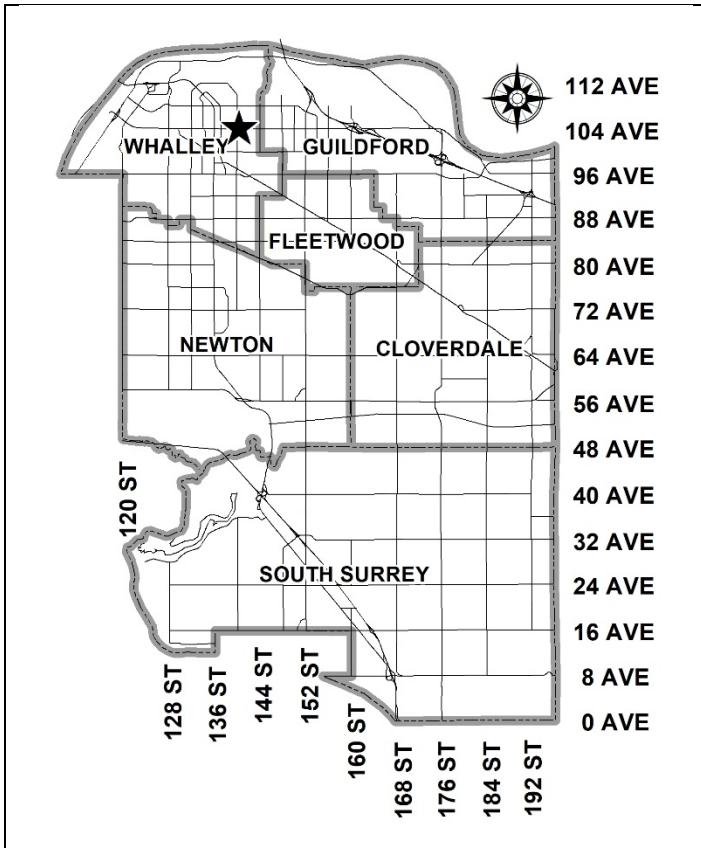 112 AVE
104 AVE
WHALLEY
GUILDFORD
96 AVE
88 AVE
FLEETWOOD
80 AVE
72 AVE
NEWTON
CLOVERDALE
64 AVE
56 AVE
48 AVE
120 ST
40 AVE
32 AVE
SOUTH SURREY
24 AVE
16 AVE
8 AVE
0 AVE
128 ST
136 ST
144 ST
152 ST
160 ST
168 ST
176 ST
184 ST
192 ST